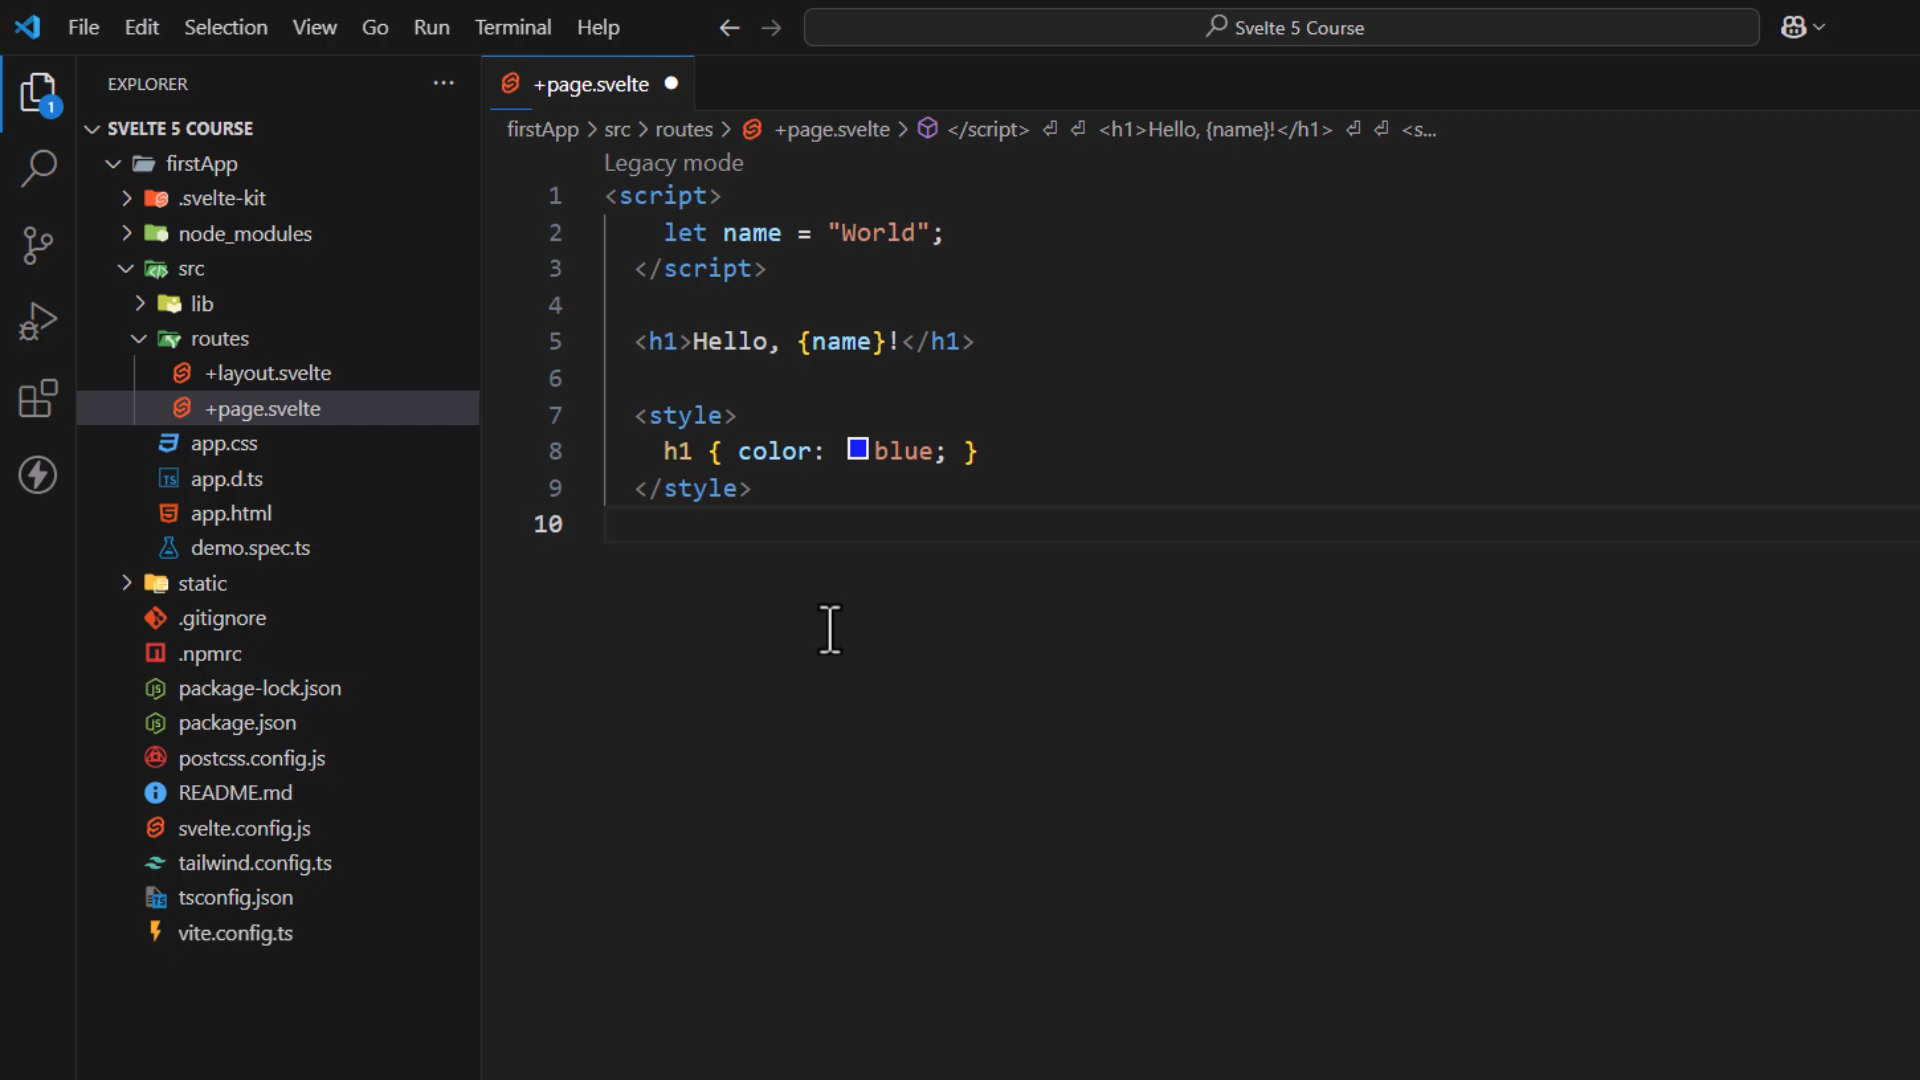 File Edit Selection View Go Run Terminal Help
Svelte 5 Course
EXPLORER
1
SVELTE 5 COURSE
firstApp
.svelte-kit
node_modules
src
lib
routes
+layout.svelte
+page.svelte
app.css
app.d.ts
app.html
demo.spec.ts
static
.gitignore
.npmrc
package-lock.json
package.json
postcss.config.js
README.md
svelte.config.js
tailwind.config.ts
tsconfig.json
vite.config.ts
+page.svelte
firstApp > src > routes > +page.svelte > </script> ⏎ ⏎ <h1>Hello, {name}!</h1> ⏎ ⏎ <s...
Legacy mode
1 <script>
2 let name = "World";
3 </script>
4
5 <h1>Hello, {name}!</h1>
6
7 <style>
8 h1 { color: blue; }
9 </style>
10